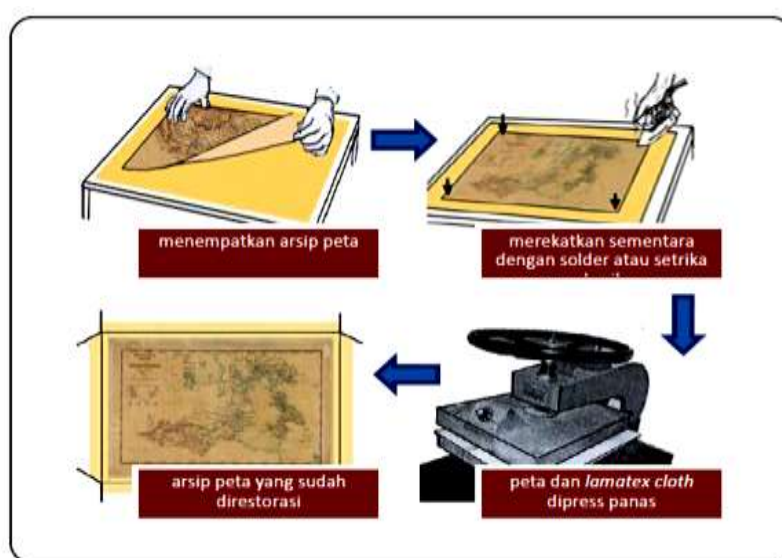 menempatkan arsip peta
merekatkan sementara
dengan solder atau setrika
peta dan lamatex cloth
dipress panas
arsip peta yang sudah
direstorasi